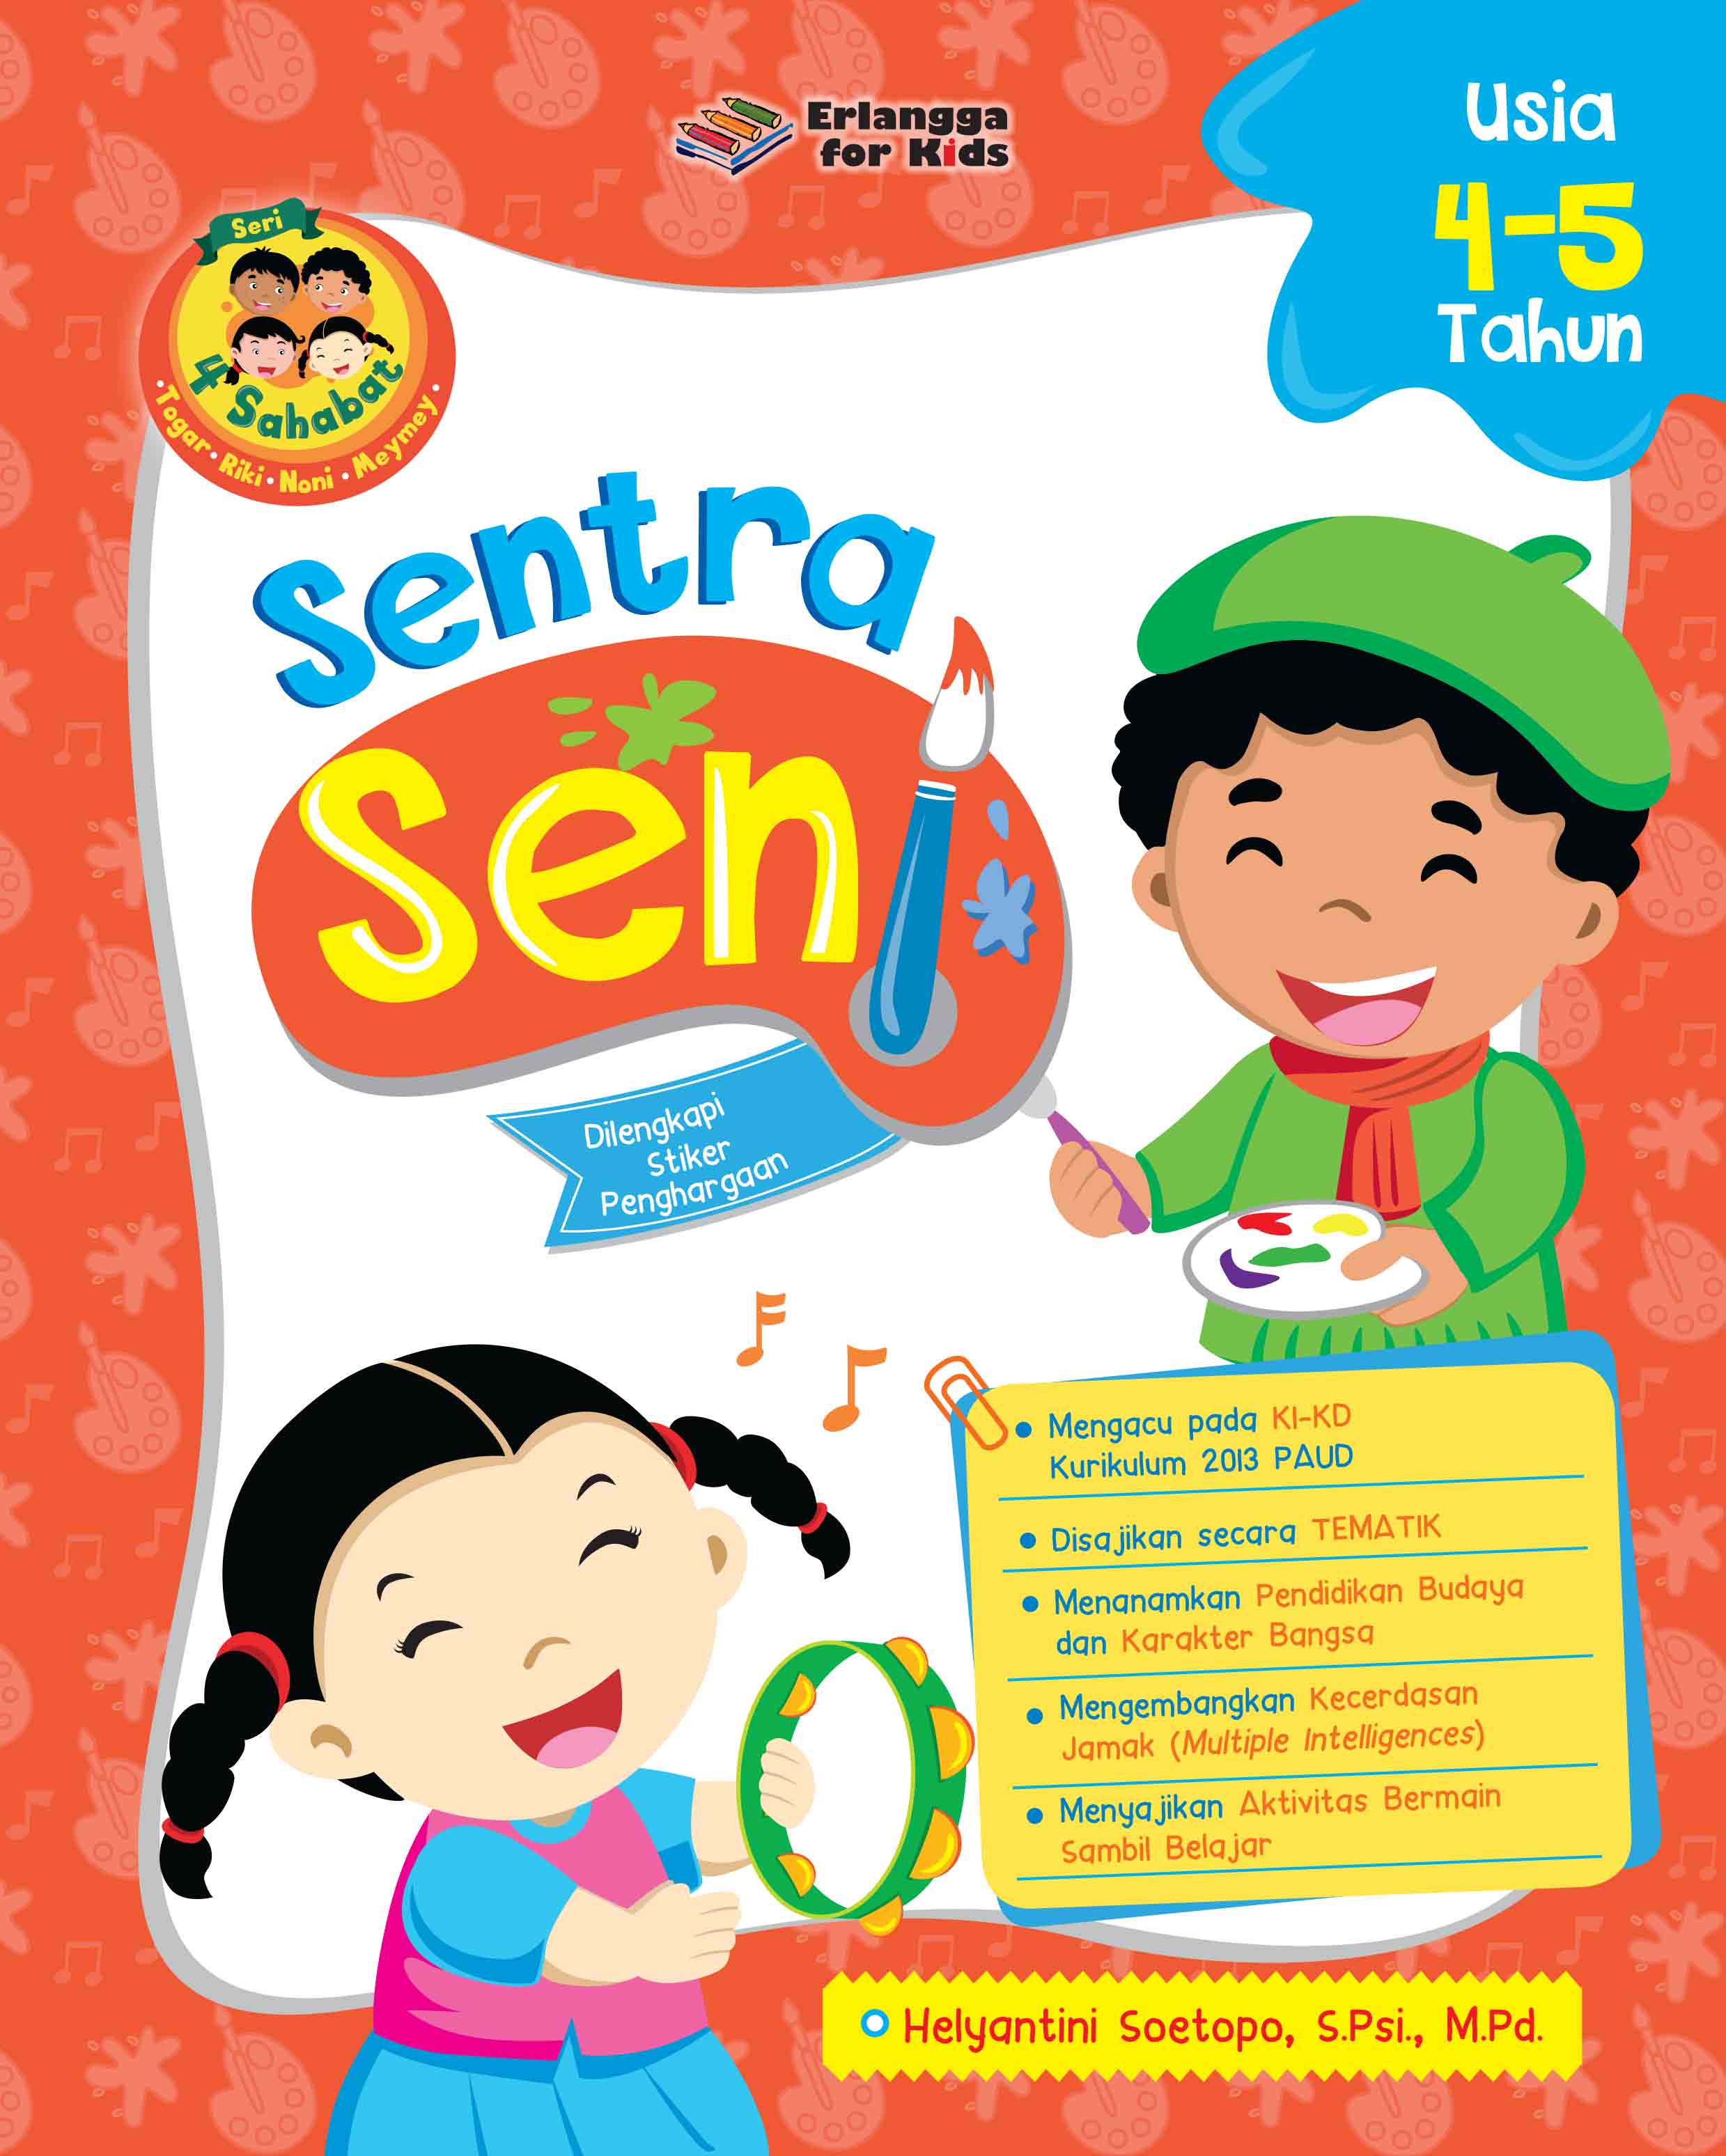 Erlangga
for Kids
Usia
4-5
Tahun
Seri
4 Sahabat
• Togar • Riki • Noni • Meymey •
Sentra
Seni
Dilengkapi
Stiker
Penghargaan
• Mengacu pada KI-KD
Kurikulum 2013 PAUD
• Disajikan secara TEMATIK
• Menanamkan Pendidikan Budaya
dan Karakter Bangsa
• Mengembangkan Kecerdasan
Jamak (Multiple Intelligences)
• Menyajikan Aktivitas Bermain
Sambil Belajar
Helyantini Soetopo, S.Psi., M.Pd.